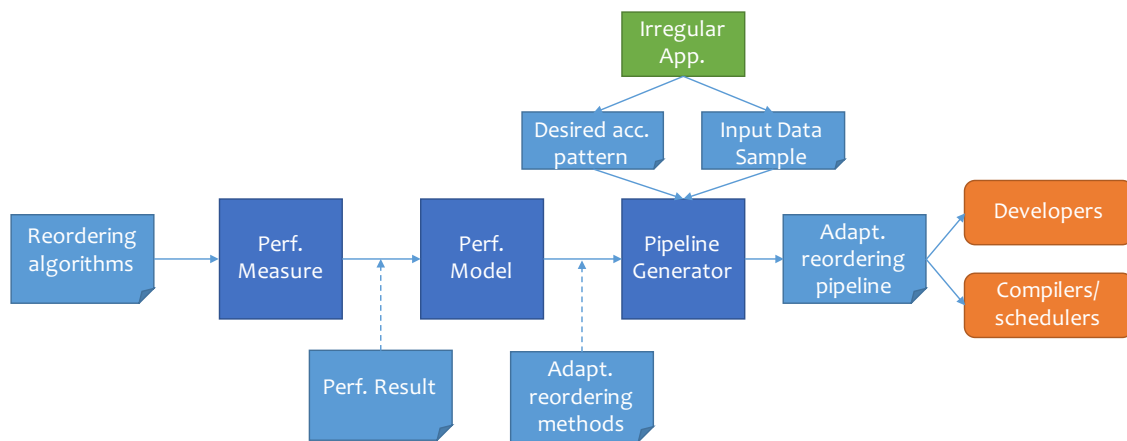 Irregular
App.
Desired acc.
pattern
Input Data
Sample
Reordering
algorithms
Perf.
Measure
Perf.
Model
Pipeline
Generator
Adapt.
reordering
pipeline
Developers
Compilers/
schedulers
Perf. Result
Adapt.
reordering
methods